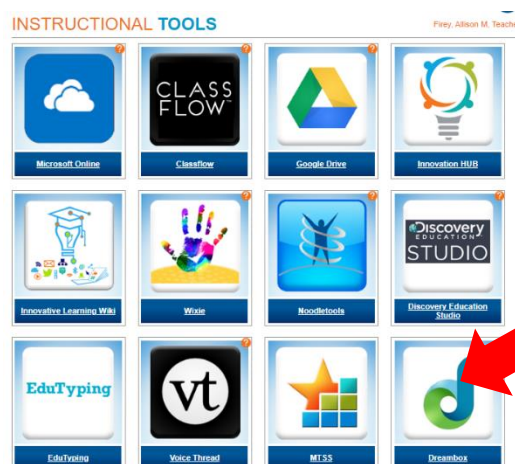 INSTRUCTIONAL TOOLS
Firey, Allison M, Teache
?
CLASS
FLOW™
?
?
Microsoft Online
Classflow
Google Drive
Innovation HUB
?
?
?
Discovery
EDUCATION
STUDIO
Innovative Learning Wiki
Wixie
Noodletools
Discovery Education
Studio
?
EduTyping
vt
EduTyping
Voice Thread
MTSS
Dreambox